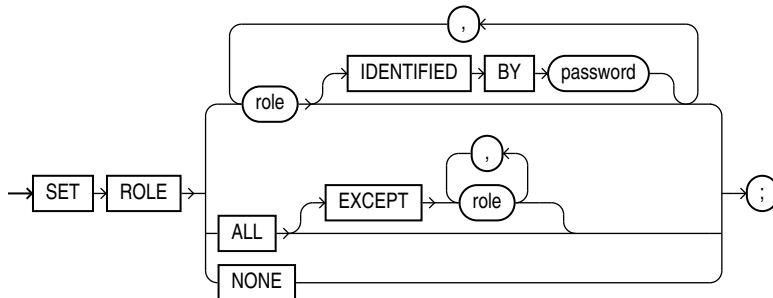 ,
IDENTIFIED BY password
role
,
EXCEPT role
SET ROLE ;
ALL
NONE